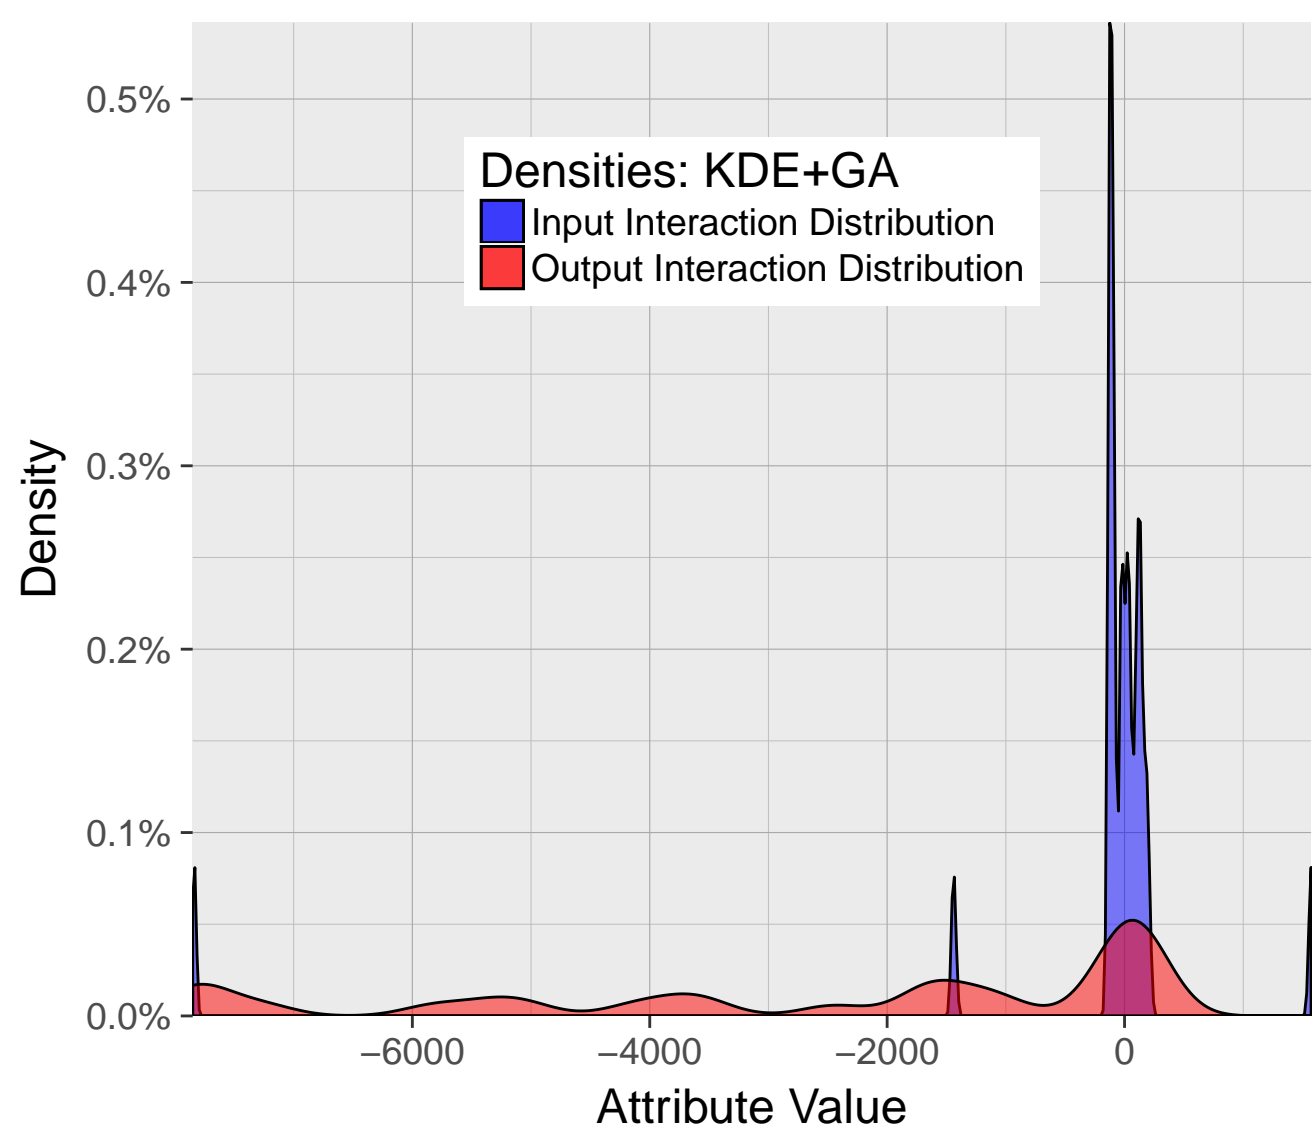 Densities: KDE+GA
Input Interaction Distribution
Output Interaction Distribution
Density
0.5%
0.4%
0.3%
0.2%
0.1%
0.0%
−6000 −4000 −2000 0
Attribute Value